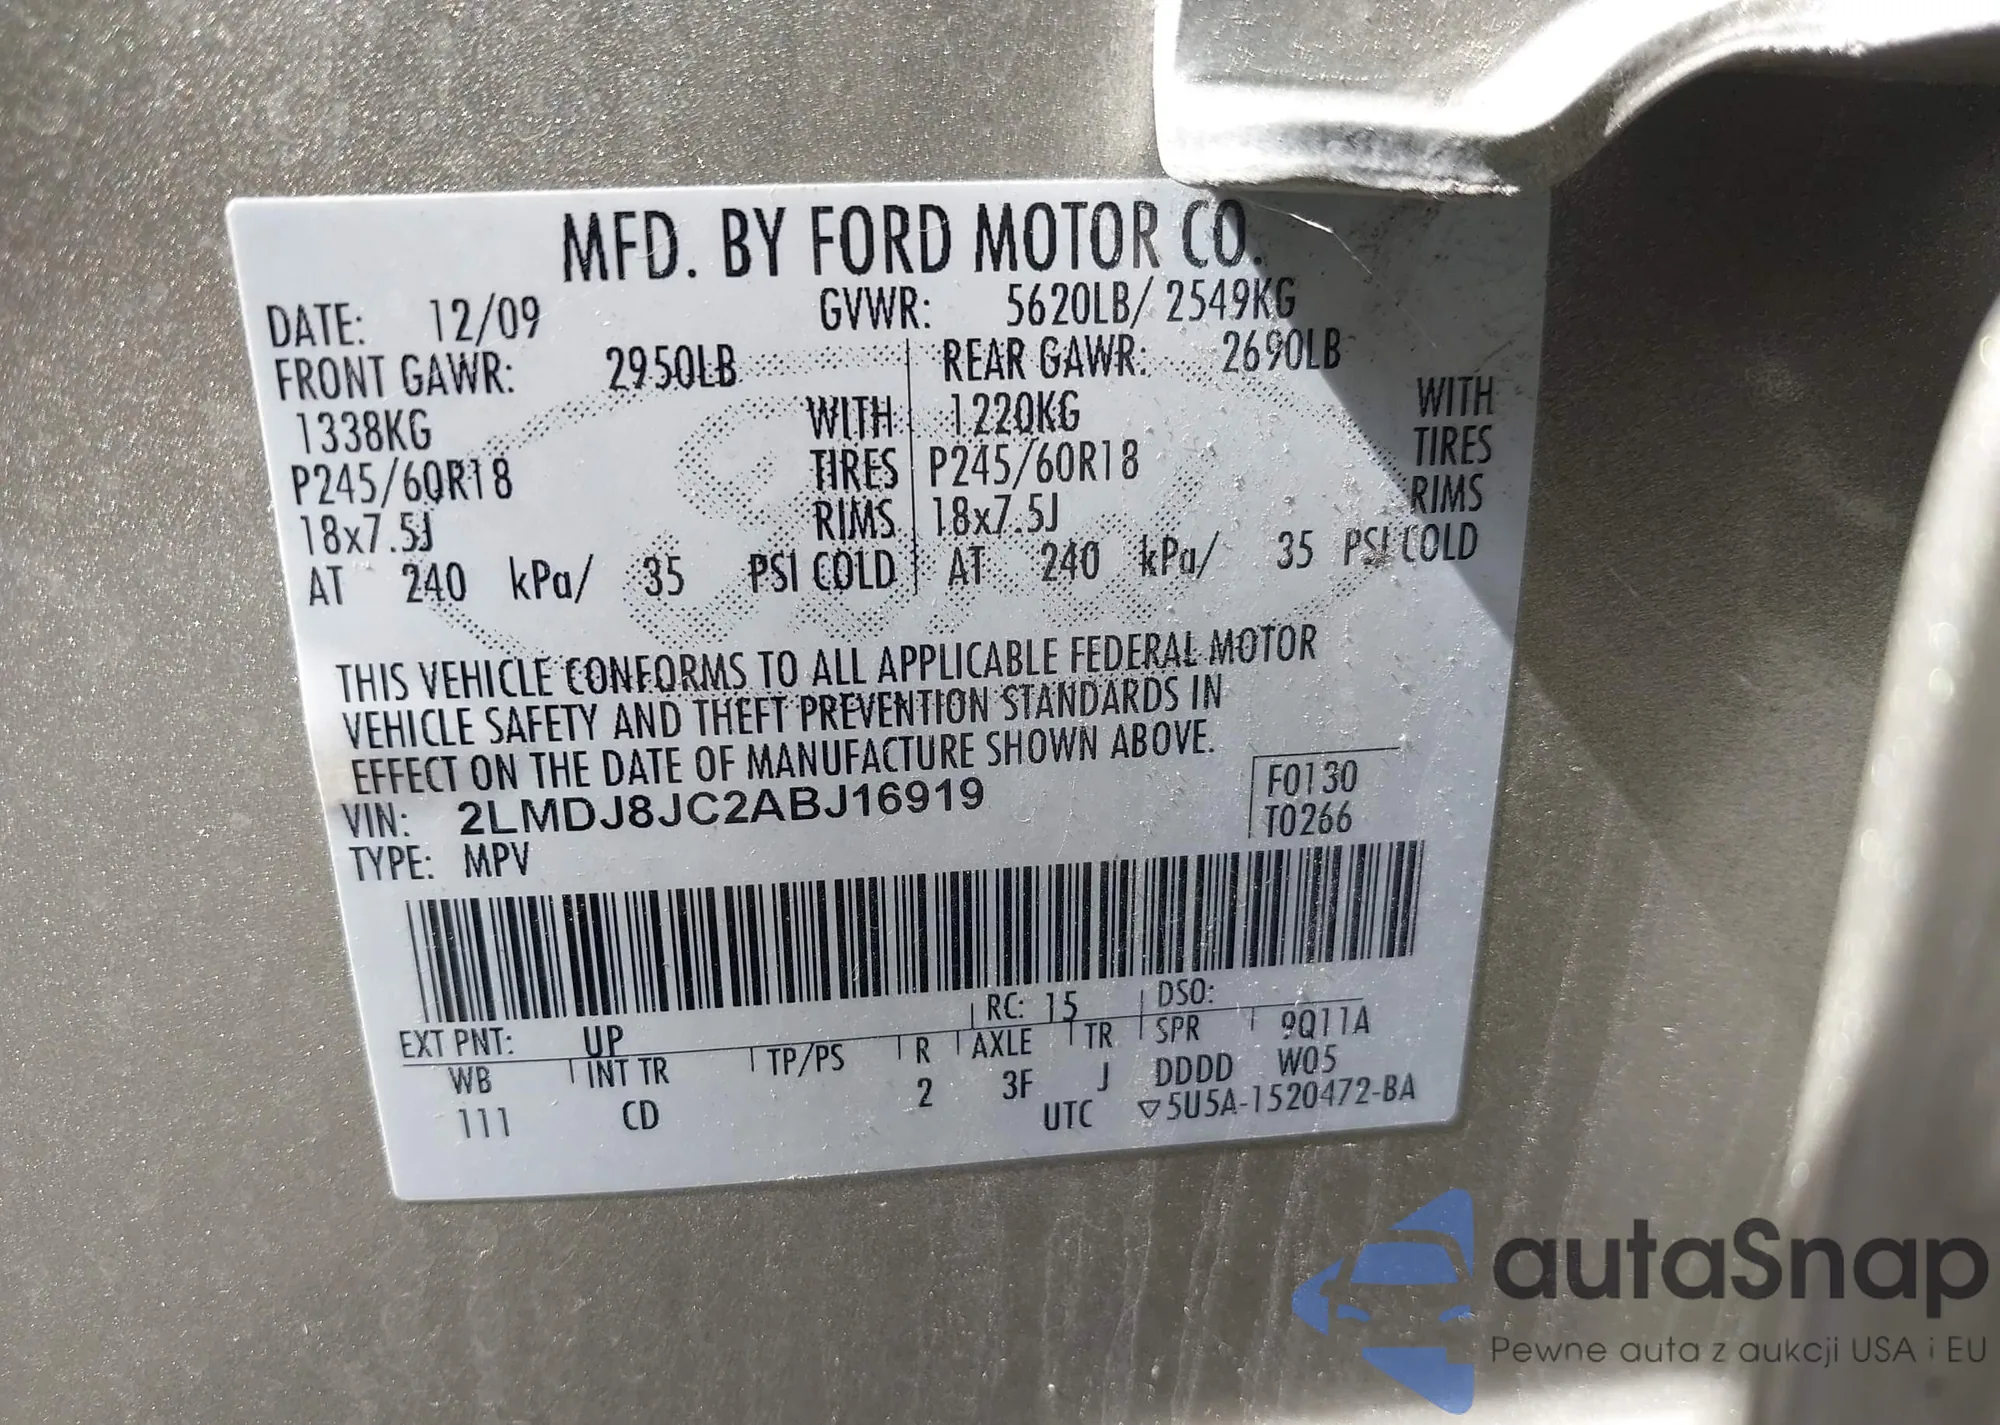 MFD. BY FORD MOTOR CO.
DATE: 12/09 GVWR: 5620LB/ 2549KG
FRONT GAWR: 2950LB REAR GAWR: 2690LB
1338KG WITH 1220KG WITH
P245/60R18 TIRES P245/60R18 TIRES
18x7.5J RIMS 18x7.5J RIMS
AT 240 kPa/ 35 PSI COLD AT 240 kPa/ 35 PSI COLD
THIS VEHICLE CONFORMS TO ALL APPLICABLE FEDERAL MOTOR
VEHICLE SAFETY AND THEFT PREVENTION STANDARDS IN
EFFECT ON THE DATE OF MANUFACTURE SHOWN ABOVE.
VIN: 2LMDJ8JC2ABJ16919 F0130
TYPE: MPV T0266
EXT PNT: UP RC: 15 DSO:
WB INT TR TP/PS R AXLE TR SPR 9Q11A
111 CD 2 3F J DDDD W05
UTC ▽5U5A-1520472-BA
autaSnap
Pewne auta z aukcji USA i EU